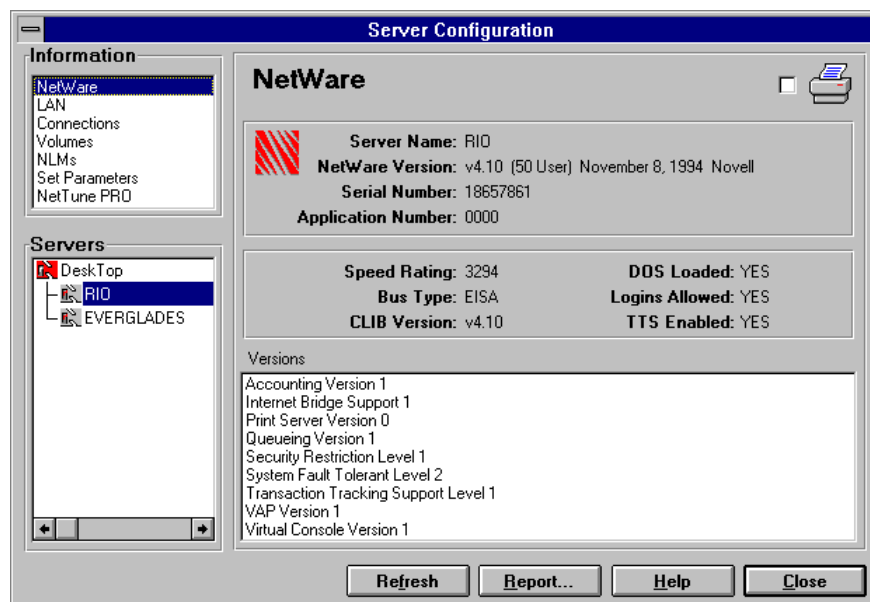 Server Configuration
Information
NetWare
LAN
Connections
Volumes
NLMs
Set Parameters
NetTune PRO
Servers
DeskTop
RIO
EVERGLADES
NetWare
Server Name: RIO
NetWare Version: v4.10 (50 User) November 8, 1994 Novell
Serial Number: 18657861
Application Number: 0000
Speed Rating: 3294 DOS Loaded: YES
Bus Type: EISA Logins Allowed: YES
CLIB Version: v4.10 TTS Enabled: YES
Versions
Accounting Version 1
Internet Bridge Support 1
Print Server Version 0
Queueing Version 1
Security Restriction Level 1
System Fault Tolerant Level 2
Transaction Tracking Support Level 1
VAP Version 1
Virtual Console Version 1
Refresh Report... Help Close